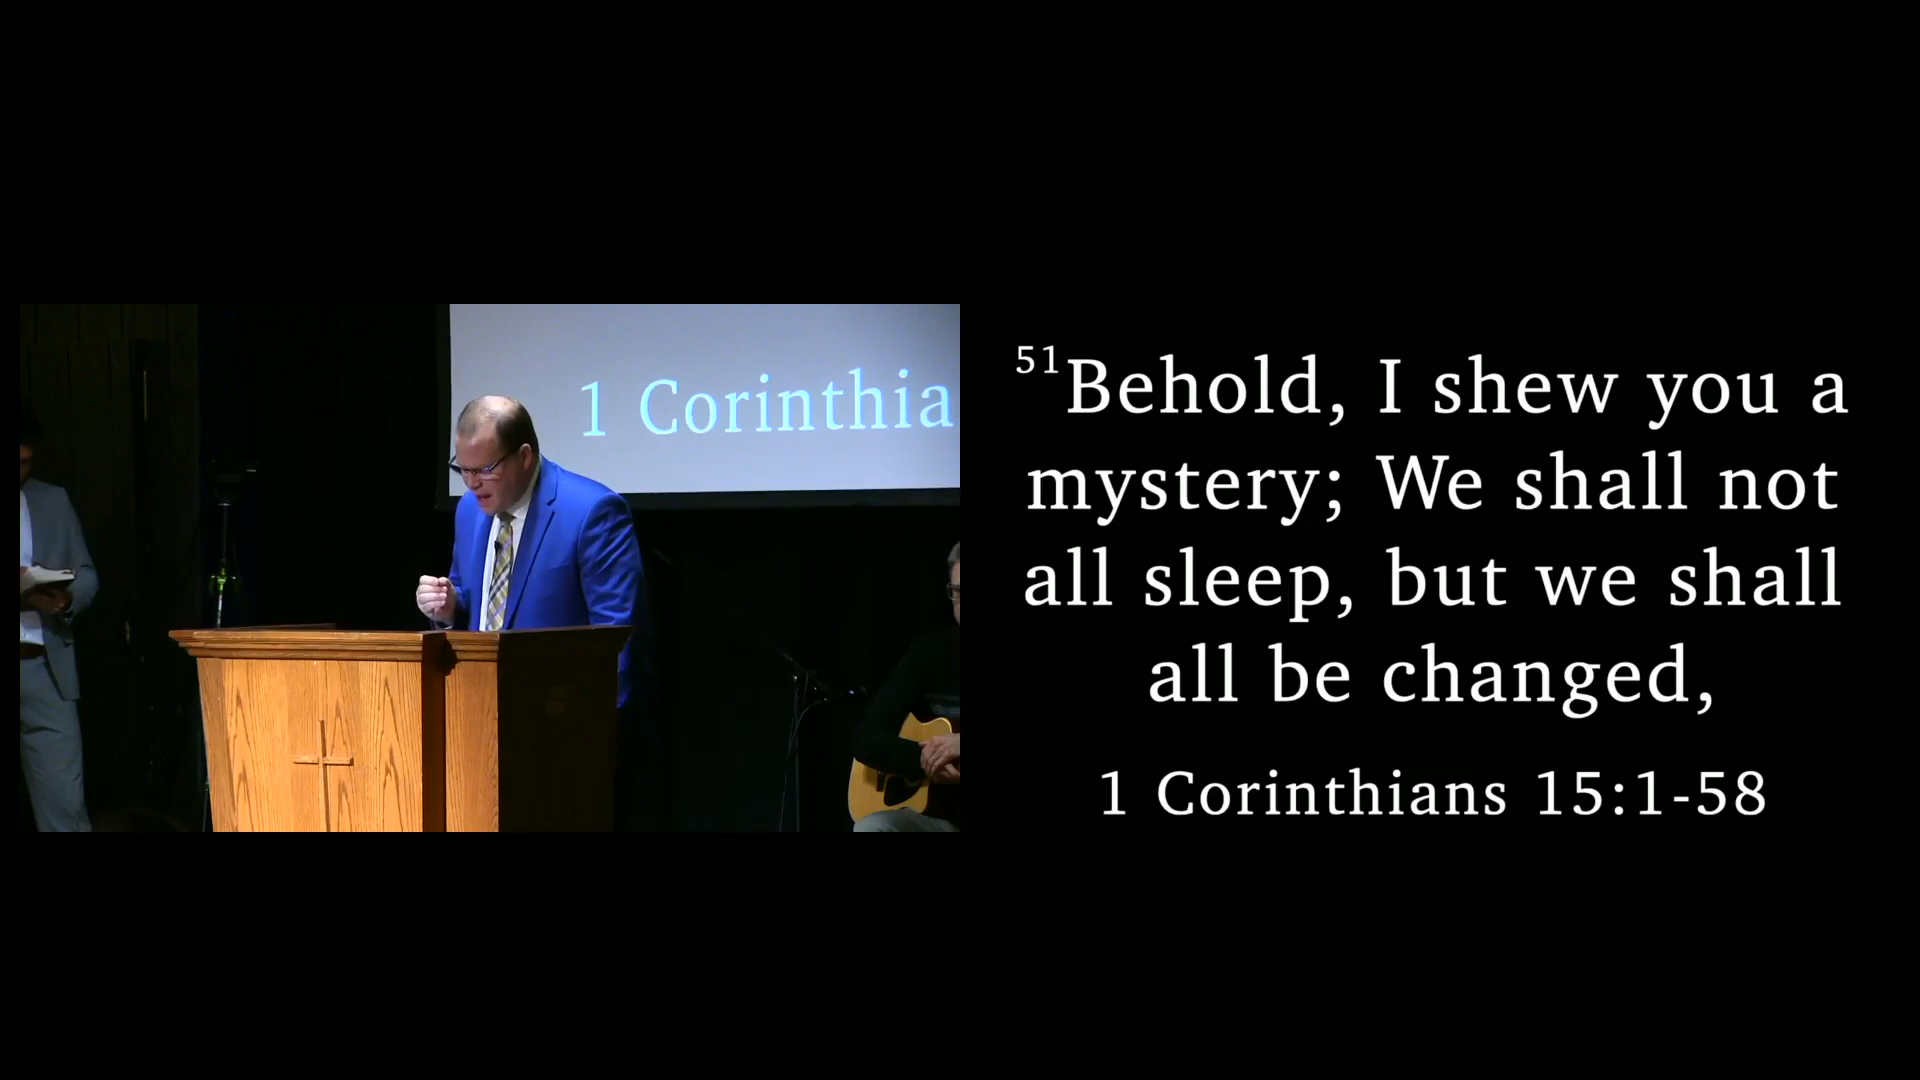 1 Corinthia
51Behold, I shew you a
mystery; We shall not
all sleep, but we shall
all be changed,
1 Corinthians 15:1-58